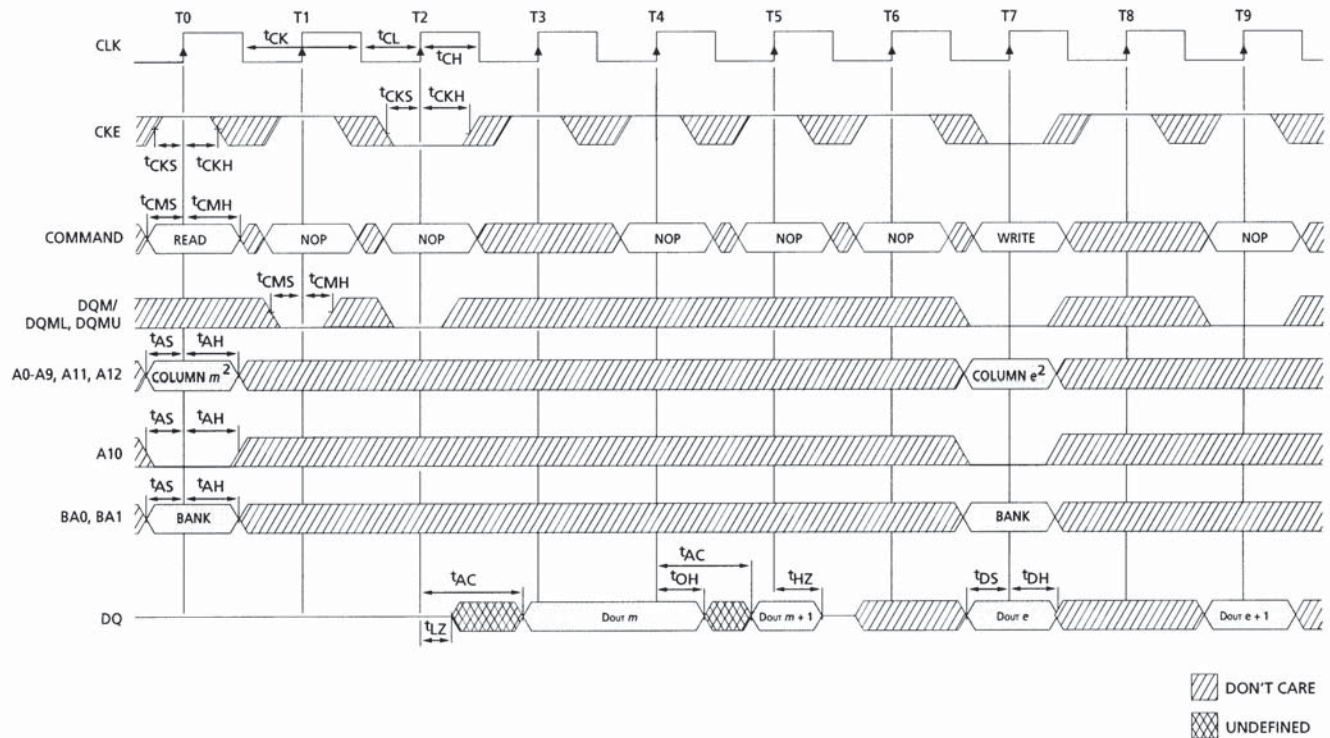 T0 T1 T2 T3 T4 T5 T6 T7 T8 T9
CLK
tCK tCL tCH
tCKS tCKH
CKE
tCKS tCKH
tCMS tCMH
COMMAND READ NOP NOP NOP NOP NOP WRITE NOP
tCMS tCMH
DQM/
DQML, DQMU
tAS tAH
A0-A9, A11, A12 COLUMN m² COLUMN e²
tAS tAH
A10
tAS tAH
BA0, BA1 BANK BANK
tAC tAC tOH tHZ tDS tDH
DQ DOUT m DOUT m + 1 DOUT e DOUT e + 1
tLZ
DON'T CARE
UNDEFINED